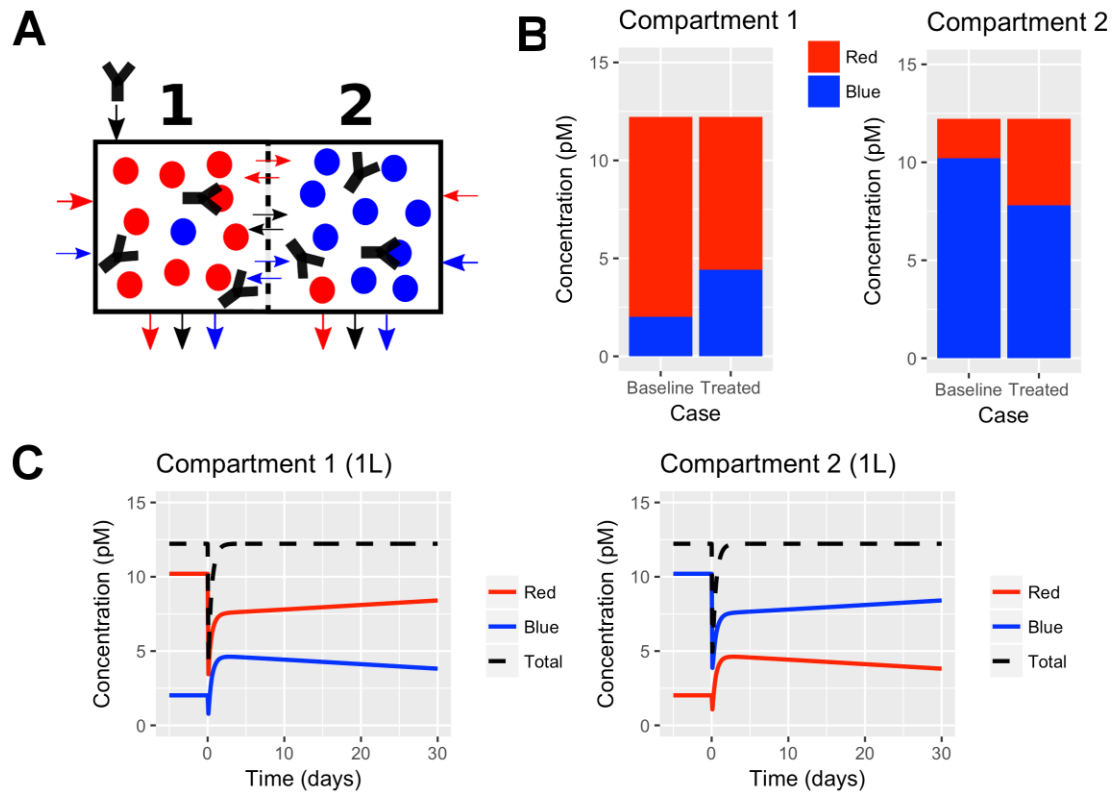 A
1 2
B
Compartment 1
Compartment 2
Red
Blue
Concentration (pM)
15
10
5
0
Baseline Treated
Case
Concentration (pM)
15
10
5
0
Baseline Treated
Case
C
Compartment 1 (1L)
Concentration (pM)
15
10
5
0
0 10 20 30
Time (days)
Red
Blue
Total
Compartment 2 (1L)
Concentration (pM)
15
10
5
0
0 10 20 30
Time (days)
Red
Blue
Total